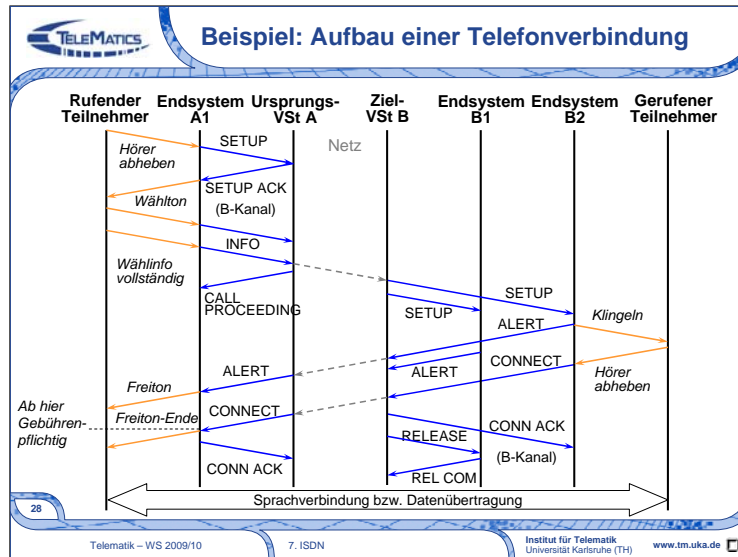 TELEMATICS
Beispiel: Aufbau einer Telefonverbindung
Rufender
Teilnehmer
Endsystem
A1
Ursprungs-
VSt A
Ziel-
VSt B
Endsystem
B1
Endsystem
B2
Gerufener
Teilnehmer
Netz
SETUP
Hörer
abheben
SETUP ACK
(B-Kanal)
Wählton
INFO
Wählinfo
vollständig
CALL
PROCEEDING
SETUP
SETUP
Klingeln
ALERT
CONNECT
ALERT
ALERT
Hörer
abheben
Freiton
CONNECT
Ab hier
Gebühren-
pflichtig
Freiton-Ende
CONN ACK
RELEASE
(B-Kanal)
CONN ACK
REL COM
Sprachverbindung bzw. Datenübertragung
28
Telematik – WS 2009/10
7. ISDN
Institut für Telematik
Universität Karlsruhe (TH)
www.tm.uka.de